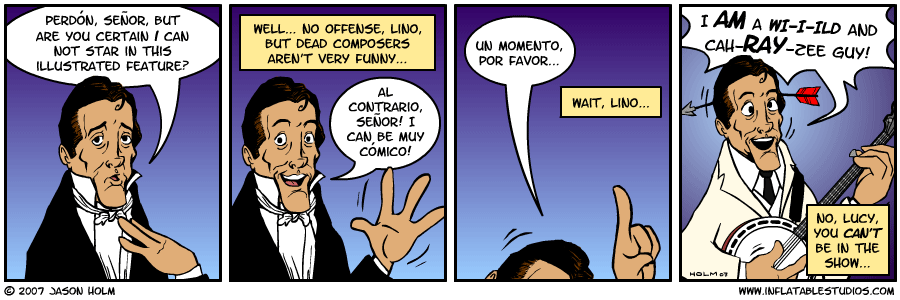 PERDÓN, SEÑOR, BUT
ARE YOU CERTAIN I CAN
NOT STAR IN THIS
ILLUSTRATED FEATURE?
WELL... NO OFFENSE, LINO,
BUT DEAD COMPOSERS
AREN'T VERY FUNNY...
AL
CONTRARIO,
SEÑOR! I
CAN BE MUY
CÓMICO!
UN MOMENTO,
POR FAVOR...
WAIT, LINO...
I AM A WI-I-ILD AND
CAH-RAY-ZEE GUY!
NO, LUCY,
YOU CAN'T
BE IN THE
SHOW...
HOLM 07
© 2007 JASON HOLM
WWW.INFLATABLESTUDIOS.COM